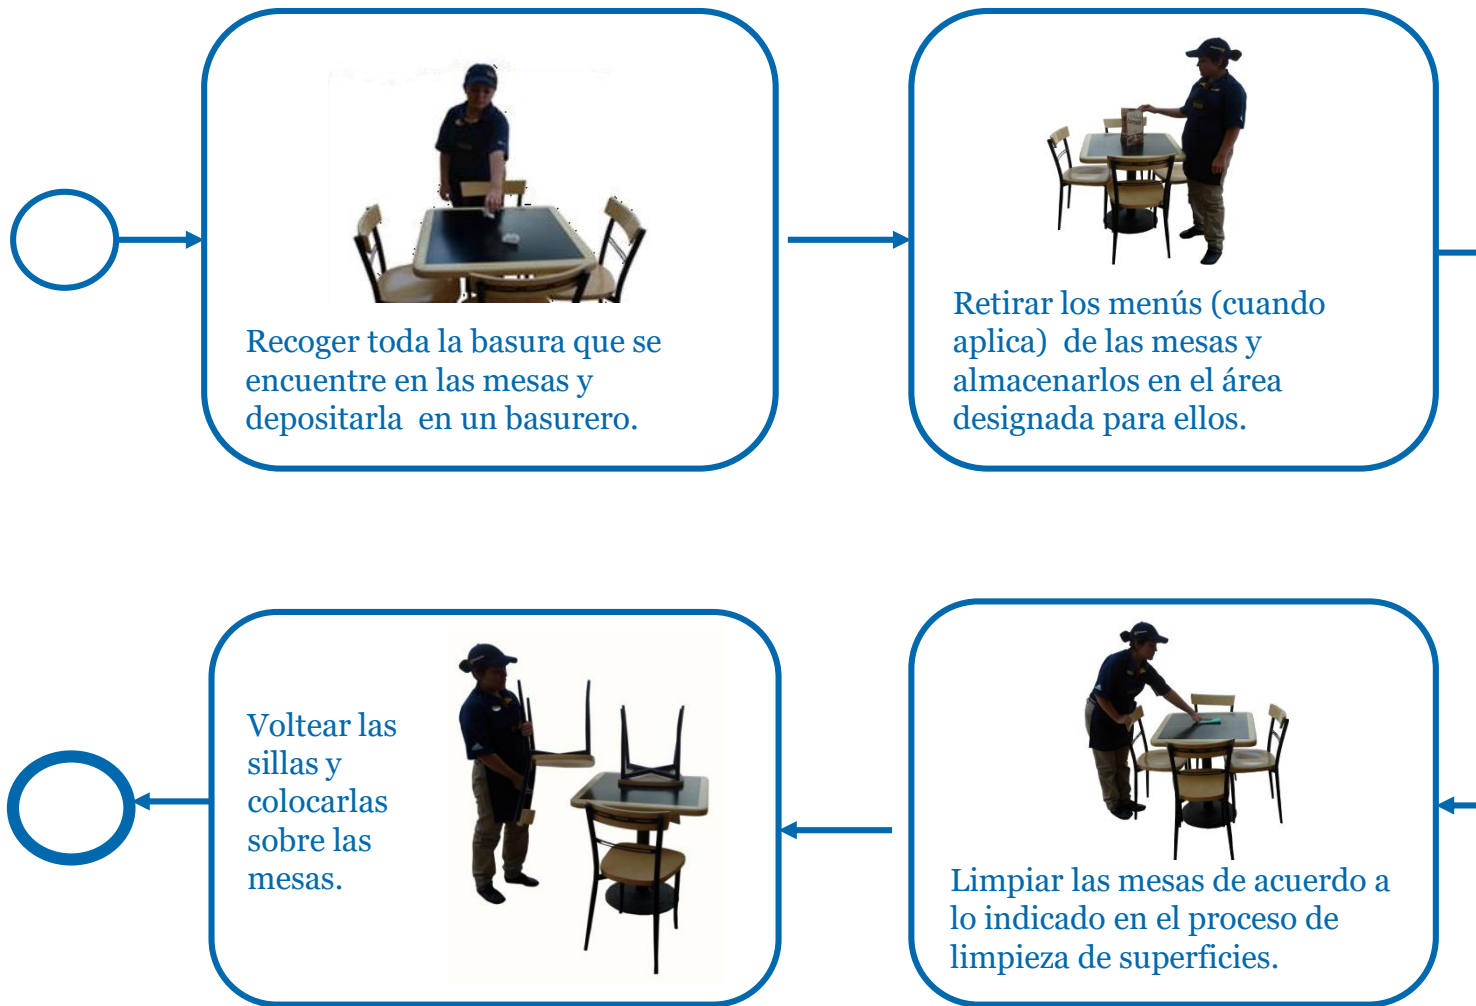 Recoger toda la basura que se
encuentre en las mesas y
depositarla  en un basurero.
Retirar los menús (cuando
aplica)  de las mesas y
almacenarlos en el área
designada para ellos.
Limpiar las mesas de acuerdo a
lo indicado en el proceso de
limpieza de superficies.
Voltear las
sillas y
colocarlas
sobre las
mesas.